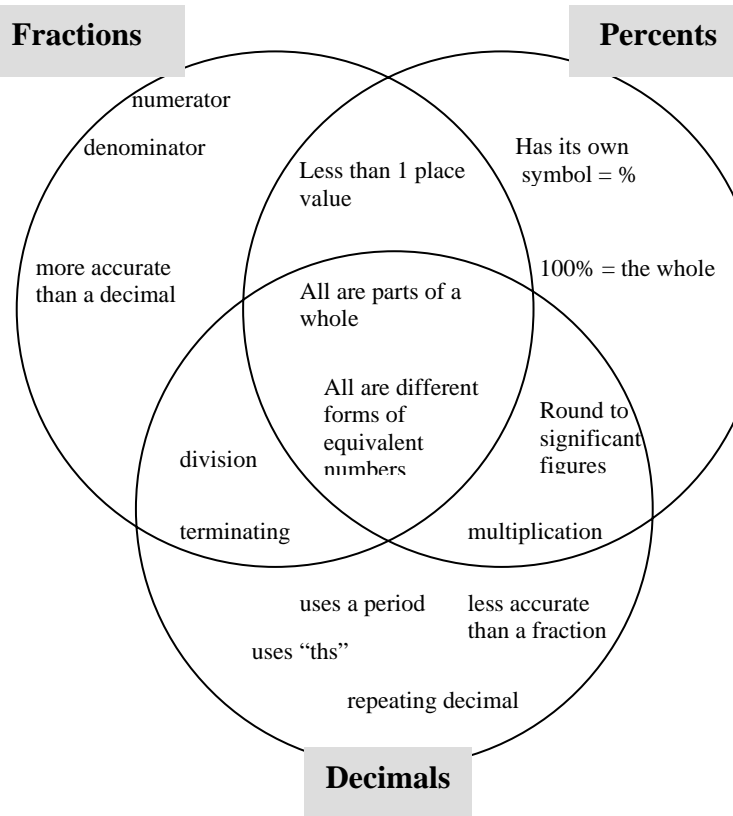 Fractions
Percents
numerator
denominator
Less than 1 place
value
Has its own
symbol = %
more accurate
than a decimal
100% = the whole
All are parts of a
whole
All are different
forms of
equivalent
numbers
Round to
significant
figures
division
terminating
multiplication
uses a period
less accurate
than a fraction
uses “ths”
repeating decimal
Decimals